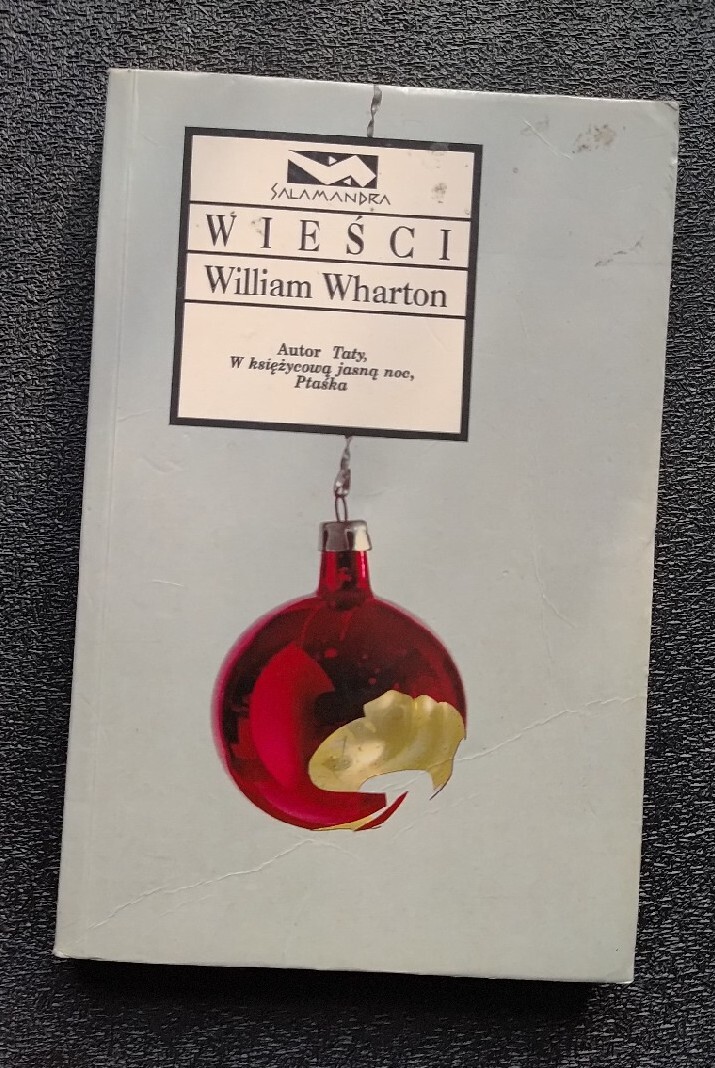 SALAMANDRA
WIEŚCI
William Wharton
Autor Taty,
W księżycową jasną noc,
Ptaśka